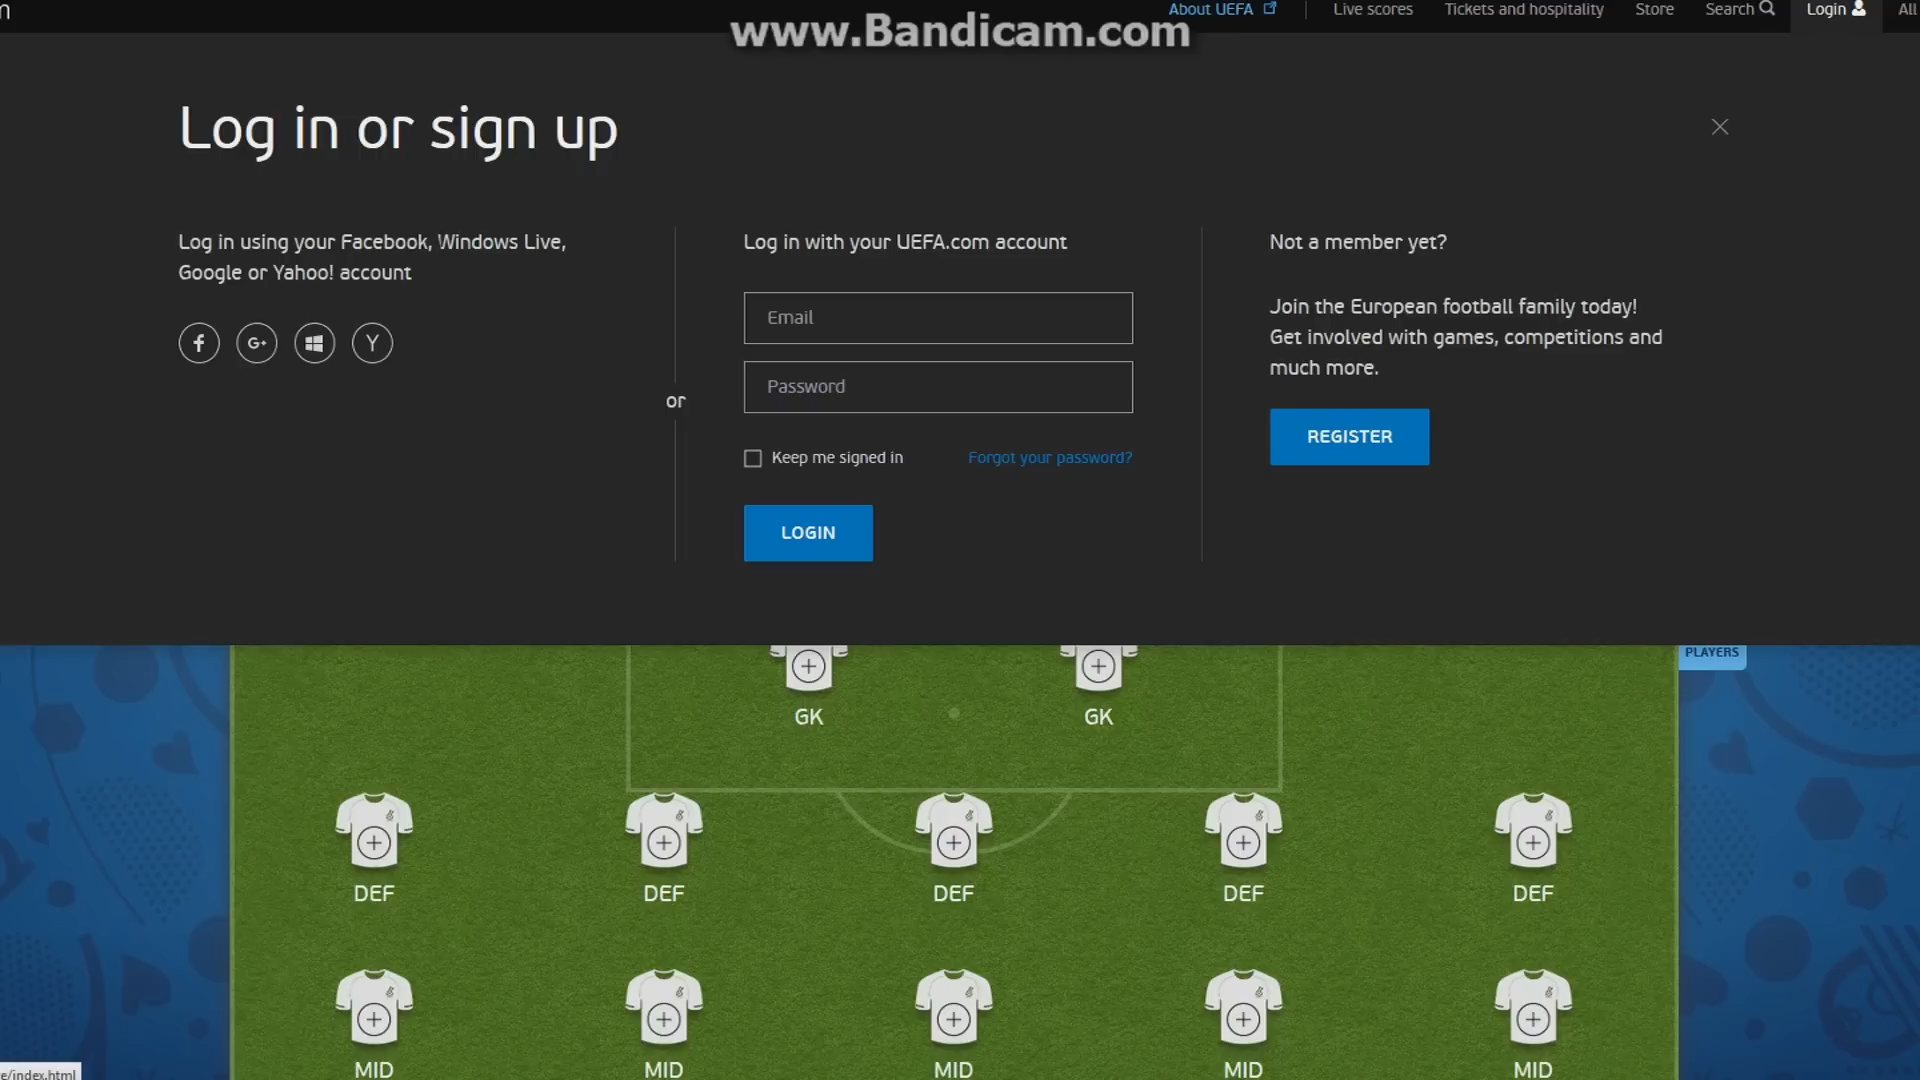 About UEFA
Live scores
Tickets and hospitality
Store
Search
Login
All
www.Bandicam.com
Log in or sign up
Log in using your Facebook, Windows Live,
Google or Yahoo! account
or
Log in with your UEFA.com account
Email
Password
Keep me signed in
Forgot your password?
LOGIN
Not a member yet?
Join the European football family today!
Get involved with games, competitions and
much more.
REGISTER
PLAYERS
GK GK
DEF DEF DEF DEF DEF
MID MID MID MID MID
e/index.html